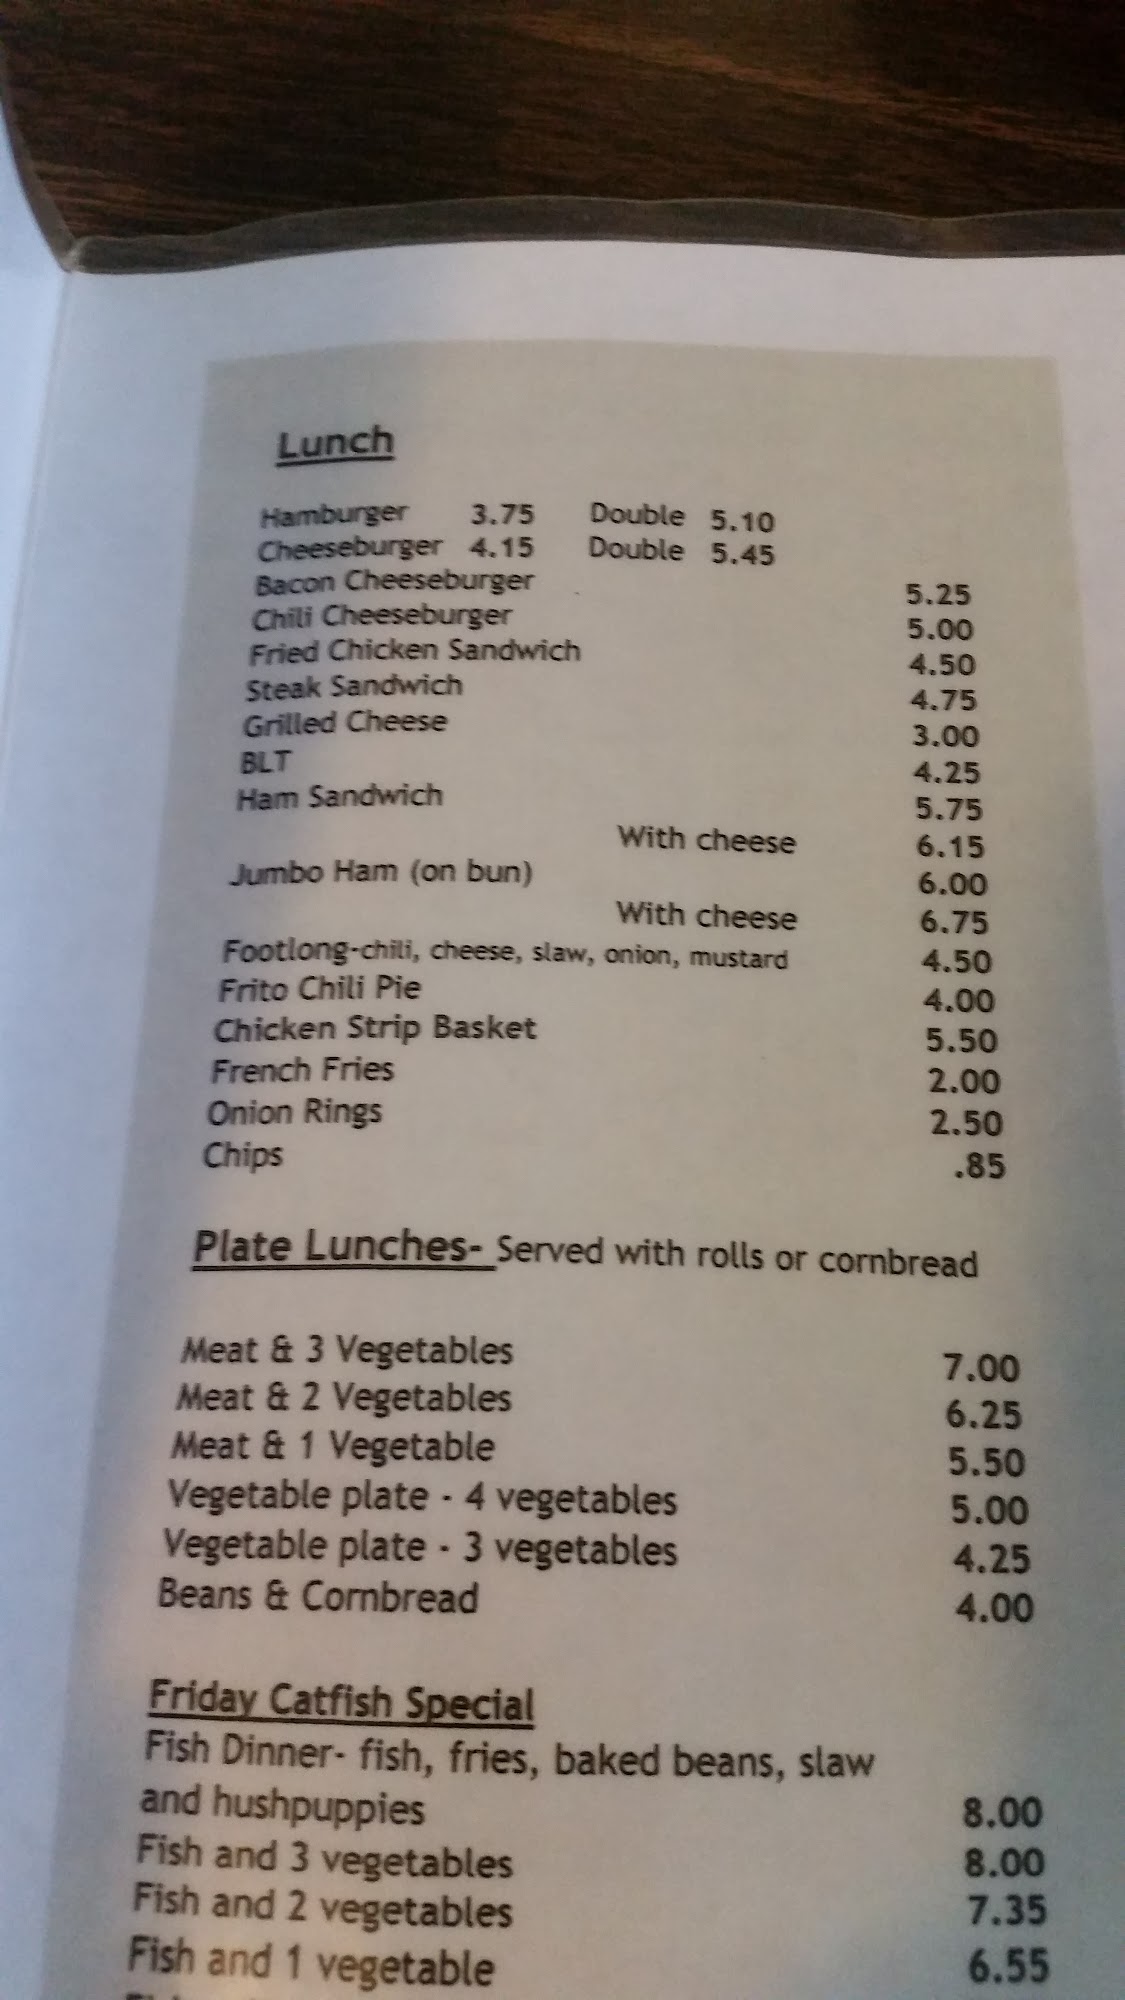 Lunch
Hamburger 3.75 Double 5.10
Cheeseburger 4.15 Double 5.45
Bacon Cheeseburger 5.25
Chili Cheeseburger 5.00
Fried Chicken Sandwich 4.50
Steak Sandwich 4.75
Grilled Cheese 3.00
BLT 4.25
Ham Sandwich 5.75
With cheese 6.15
Jumbo Ham (on bun) 6.00
With cheese 6.75
Footlong-chili, cheese, slaw, onion, mustard 4.50
Frito Chili Pie 4.00
Chicken Strip Basket 5.50
French Fries 2.00
Onion Rings 2.50
Chips .85
Plate Lunches- Served with rolls or cornbread
Meat & 3 Vegetables 7.00
Meat & 2 Vegetables 6.25
Meat & 1 Vegetable 5.50
Vegetable plate - 4 vegetables 5.00
Vegetable plate - 3 vegetables 4.25
Beans & Cornbread 4.00
Friday Catfish Special
Fish Dinner- fish, fries, baked beans, slaw
and hushpuppies 8.00
Fish and 3 vegetables 8.00
Fish and 2 vegetables 7.35
Fish and 1 vegetable 6.55